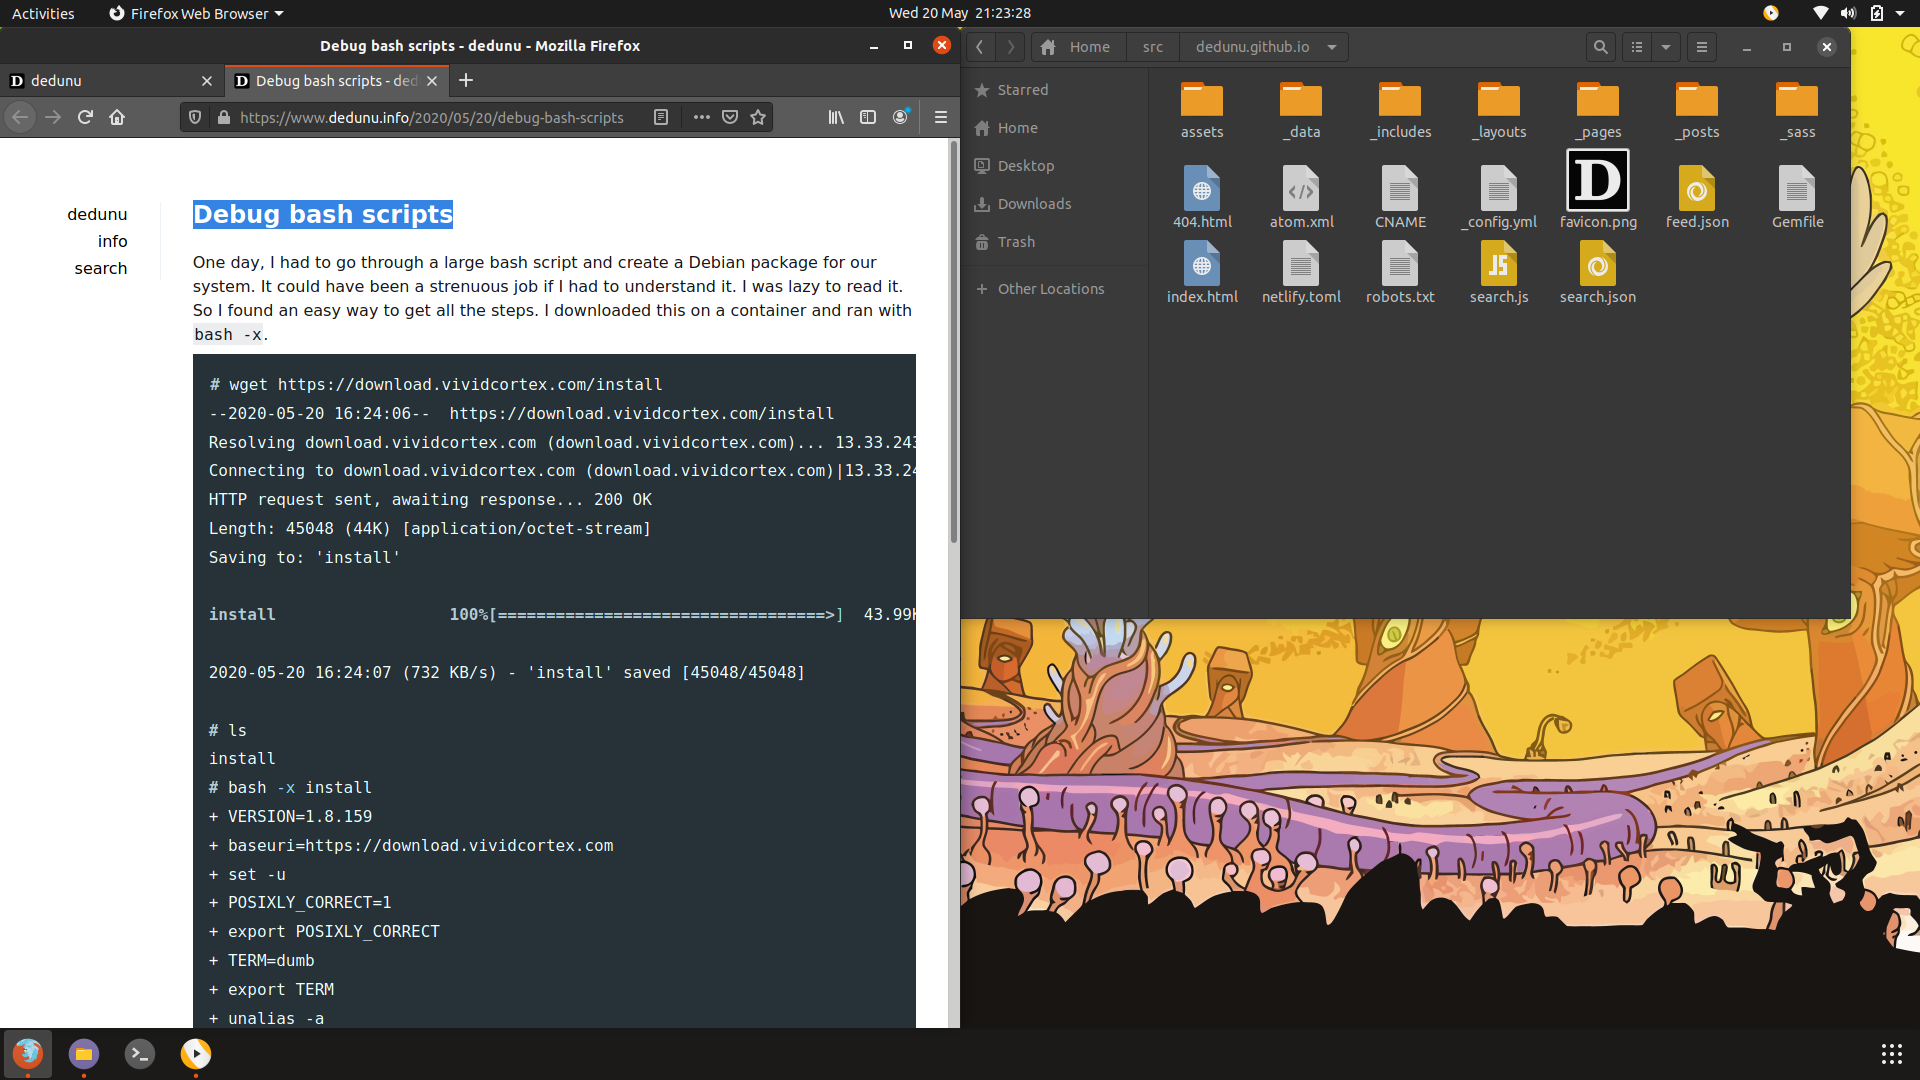 Activities
Firefox Web Browser
Wed 20 May 21:23:28
Debug bash scripts - dedunu - Mozilla Firefox
dedunu
Debug bash scripts - ded
https://www.dedunu.info/2020/05/20/debug-bash-scripts
dedunu
info
search
Debug bash scripts
One day, I had to go through a large bash script and create a Debian package for our
system. It could have been a strenuous job if I had to understand it. I was lazy to read it.
So I found an easy way to get all the steps. I downloaded this on a container and ran with
bash -x.
# wget https://download.vividcortex.com/install
--2020-05-20 16:24:06--  https://download.vividcortex.com/install
Resolving download.vividcortex.com (download.vividcortex.com)... 13.33.243
Connecting to download.vividcortex.com (download.vividcortex.com)|13.33.24
HTTP request sent, awaiting response... 200 OK
Length: 45048 (44K) [application/octet-stream]
Saving to: 'install'
install 100%[==================================>] 43.99K
2020-05-20 16:24:07 (732 KB/s) - 'install' saved [45048/45048]
# ls
install
# bash -x install
+ VERSION=1.8.159
+ baseuri=https://download.vividcortex.com
+ set -u
+ POSIXLY_CORRECT=1
+ export POSIXLY_CORRECT
+ TERM=dumb
+ export TERM
+ unalias -a
Home src dedunu.github.io
Starred
Home
Desktop
Downloads
Trash
Other Locations
assets _data _includes _layouts _pages _posts _sass
D
404.html atom.xml CNAME _config.yml favicon.png feed.json Gemfile
JS
index.html netlify.toml robots.txt search.js search.json